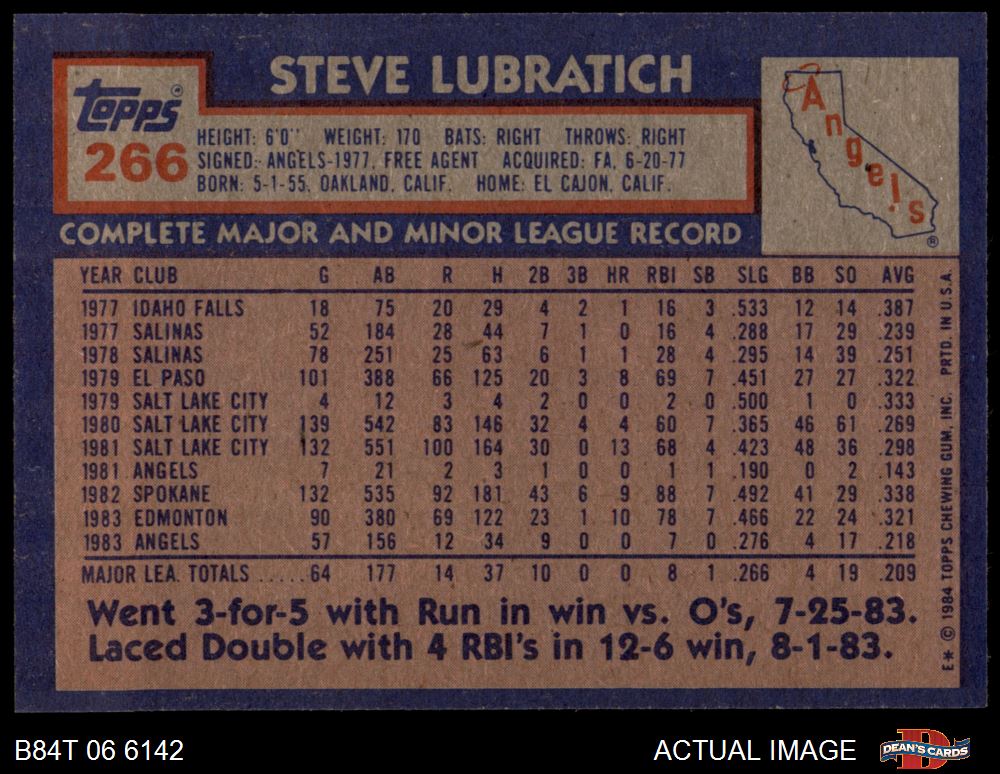 STEVE LUBRATICH
Topps
266
HEIGHT: 6'0" WEIGHT: 170 BATS: RIGHT THROWS: RIGHT
SIGNED: ANGELS-1977, FREE AGENT ACQUIRED: FA, 6-20-77
BORN: 5-1-55, OAKLAND, CALIF. HOME: EL CAJON, CALIF.
Angels
®
COMPLETE MAJOR AND MINOR LEAGUE RECORD
YEAR CLUB G AB R H 2B 3B HR RBI SB SLG BB SO AVG
1977 IDAHO FALLS 18 75 20 29 4 2 1 16 3 .533 12 14 .387
1977 SALINAS 52 184 28 44 7 1 0 16 4 .288 17 29 .239
1978 SALINAS 78 251 25 63 6 1 1 28 4 .295 14 39 .251
1979 EL PASO 101 388 66 125 20 3 8 69 7 .451 27 27 .322
1979 SALT LAKE CITY 4 12 3 4 2 0 0 2 0 .500 1 0 .333
1980 SALT LAKE CITY 139 542 83 146 32 4 4 60 7 .365 46 61 .269
1981 SALT LAKE CITY 132 551 100 164 30 0 13 68 4 .423 48 36 .298
1981 ANGELS 7 21 2 3 1 0 0 1 1 .190 0 2 .143
1982 SPOKANE 132 535 92 181 43 6 9 88 7 .492 41 29 .338
1983 EDMONTON 90 380 69 122 23 1 10 78 7 .466 22 24 .321
1983 ANGELS 57 156 12 34 9 0 0 7 0 .276 4 17 .218
MAJOR LEA. TOTALS .....64 177 14 37 10 0 0 8 1 .266 4 19 .209
Went 3-for-5 with Run in win vs. O's, 7-25-83.
Laced Double with 4 RBI's in 12-6 win, 8-1-83.
E* © 1984 TOPPS CHEWING GUM, INC. PRTD. IN U.S.A.
B84T 06 6142
ACTUAL IMAGE
DEAN'S CARDS